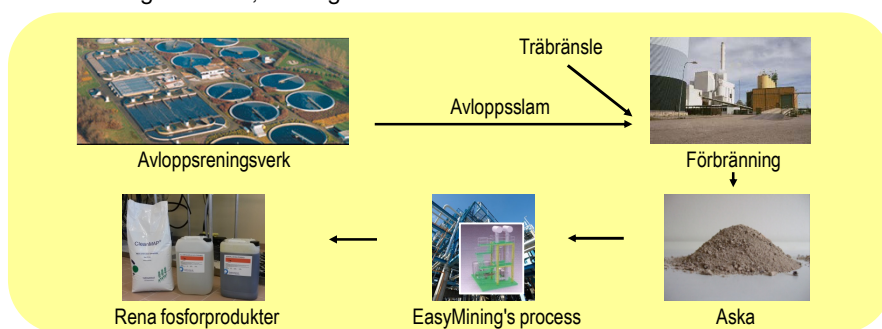 Träbränsle
Avloppsslam
Avloppsreningsverk
Förbränning
Rena fosforprodukter
EasyMining's process
Aska